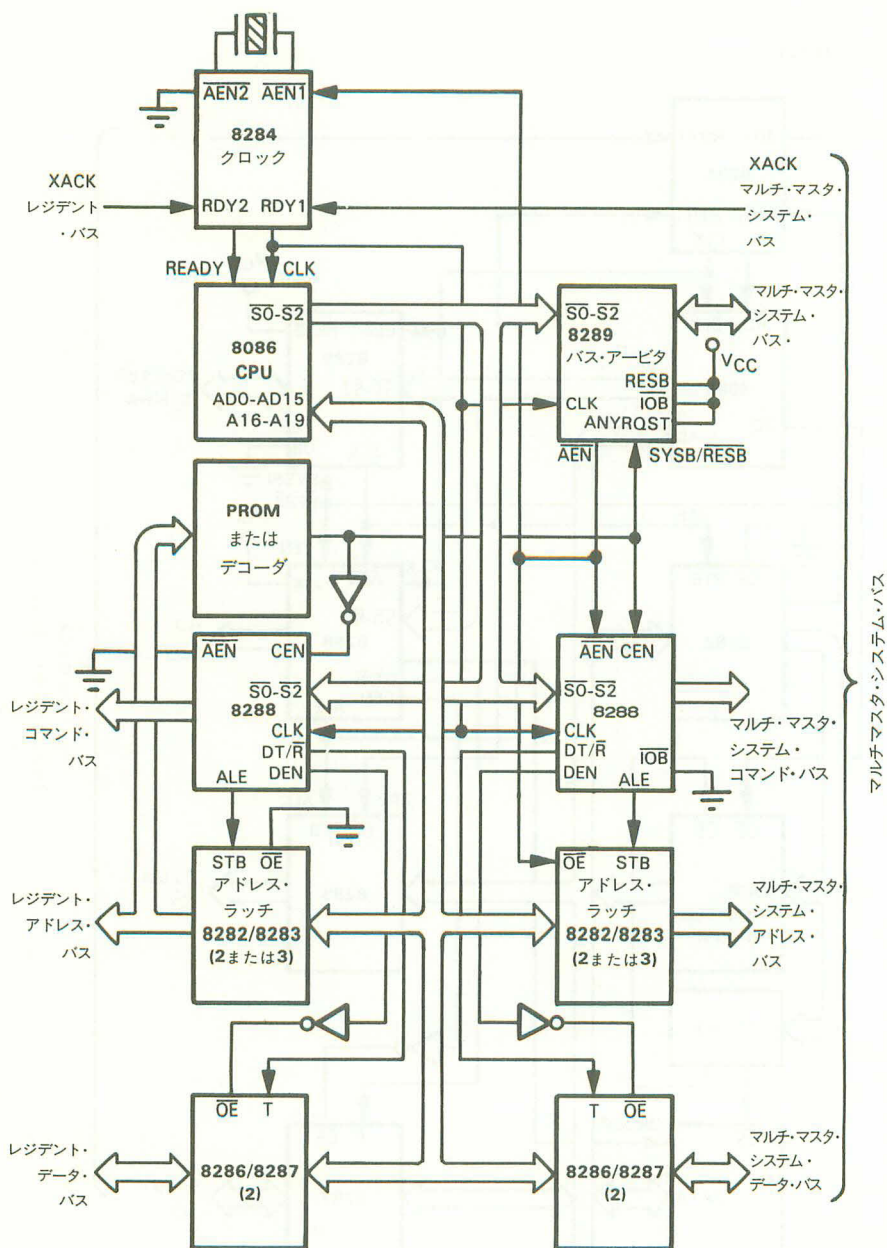 AEN2 AEN1
8284
クロック
XACK
レジデント
・バス
RDY2 RDY1
XACK
マルチ・マスタ・
システム・
バス
READY CLK
S0-S2
8086
CPU
AD0-AD15
A16-A19
S0-S2
8289
バス・アービタ
RESB
CLK IOB
ANYRQST
マルチ・マスタ・
システム・
バス・
VCC
AEN SYSB/RESB
PROM
または
デコーダ
AEN CEN
S0-S2
8288
CLK
DT/R
DEN
ALE
レジデント・
コマンド・
バス
AEN CEN
S0-S2
8288
CLK
DT/R IOB
DEN
ALE
マルチ・マスタ・
システム・
コマンド・バス
マルチマスタ・システム・バス
STB OE
アドレス・
ラッチ
8282/8283
(2または3)
レジデント・
アドレス・
バス
OE STB
アドレス・
ラッチ
8282/8283
(2または3)
マルチ・マスタ・
システム・
アドレス・
バス
OE T
8286/8287
(2)
レジデント・
データ・
バス
T OE
8286/8287
(2)
マルチ・マスタ・
システム・
データ・バス